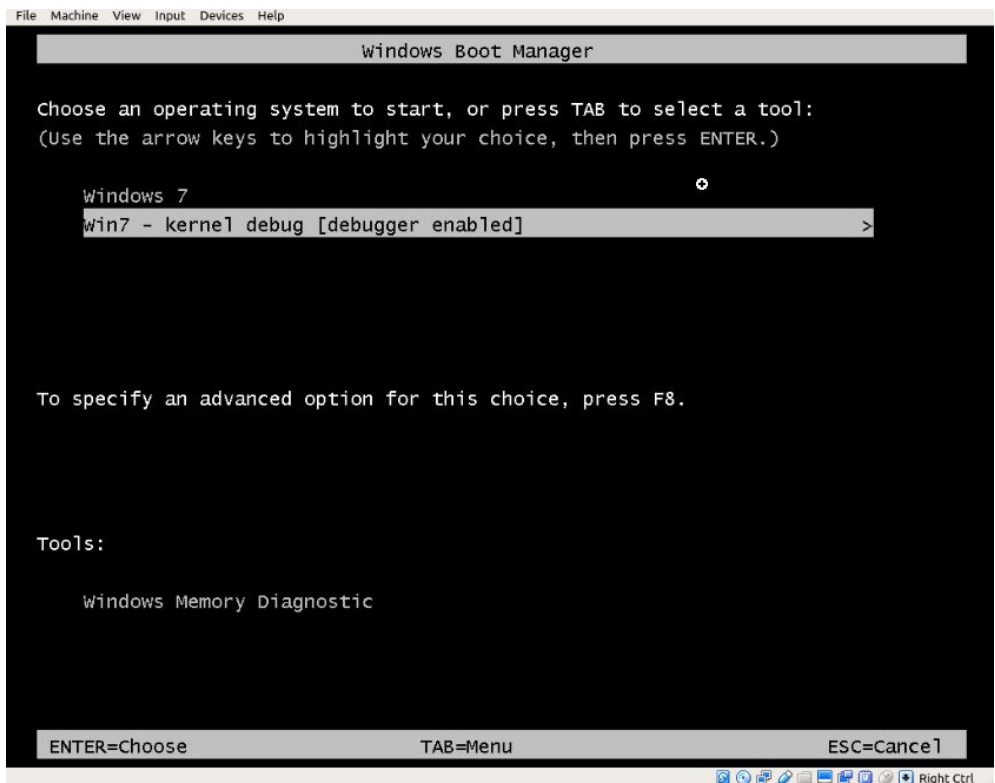 File Machine View Input Devices Help
Windows Boot Manager
Choose an operating system to start, or press TAB to select a tool:
(Use the arrow keys to highlight your choice, then press ENTER.)
Windows 7
Win7 - kernel debug [debugger enabled] >
To specify an advanced option for this choice, press F8.
Tools:
Windows Memory Diagnostic
ENTER=Choose TAB=Menu ESC=Cancel
Right Ctrl